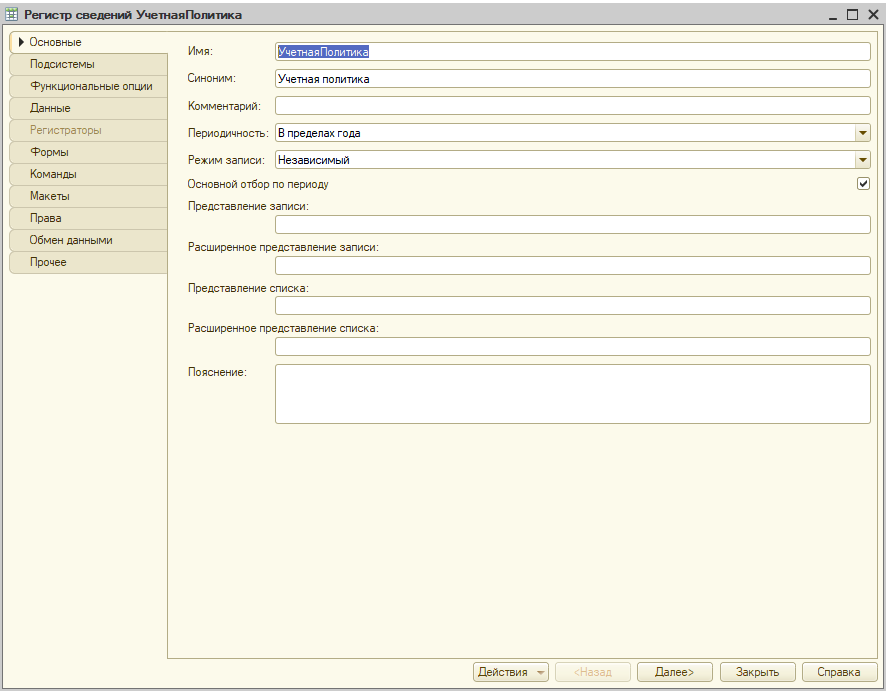 Регистр сведений УчетнаяПолитика
Основные
Подсистемы
Функциональные опции
Данные
Регистраторы
Формы
Команды
Макеты
Права
Обмен данными
Прочее
Имя: УчетнаяПолитика
Синоним: Учетная политика
Комментарий:
Периодичность: В пределах года
Режим записи: Независимый
Основной отбор по периоду
Представление записи:
Расширенное представление записи:
Представление списка:
Расширенное представление списка:
Пояснение:
Действия <Назад Далее> Закрыть Справка